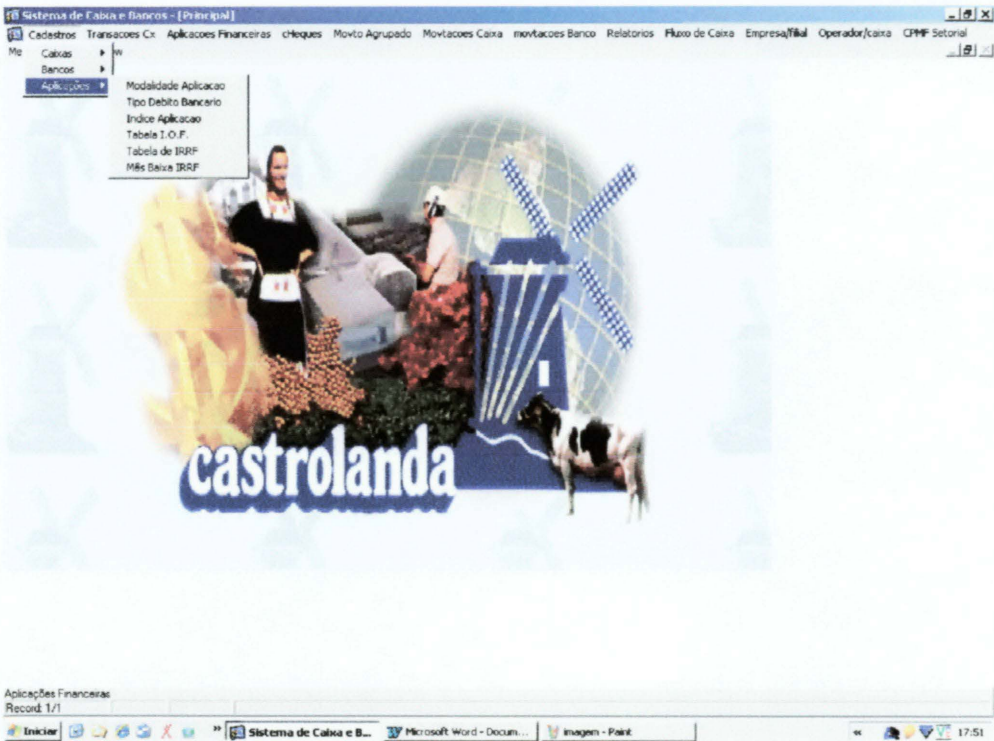 Sistema de Caixa e Bancos - [Principal]
Cadastros Transacoes Cx Aplicacoes Financeiras cHeques Movto Agrupado Movtacoes Caixa movtacoes Banco Relatorios Fluxo de Caixa Empresa/filial Operador/caixa CPMF Setorial
Me w
Caixas
Bancos
Aplicações
Modalidade Aplicacao
Tipo Debito Bancario
Indice Aplicacao
Tabela I.O.F.
Tabela de IRRF
Mês Baixa IRRF
castrolanda
Aplicações Financeiras
Record: 1/1
Iniciar » Sistema de Caixa e B... Microsoft Word - Docum... imagem - Paint « 17:51